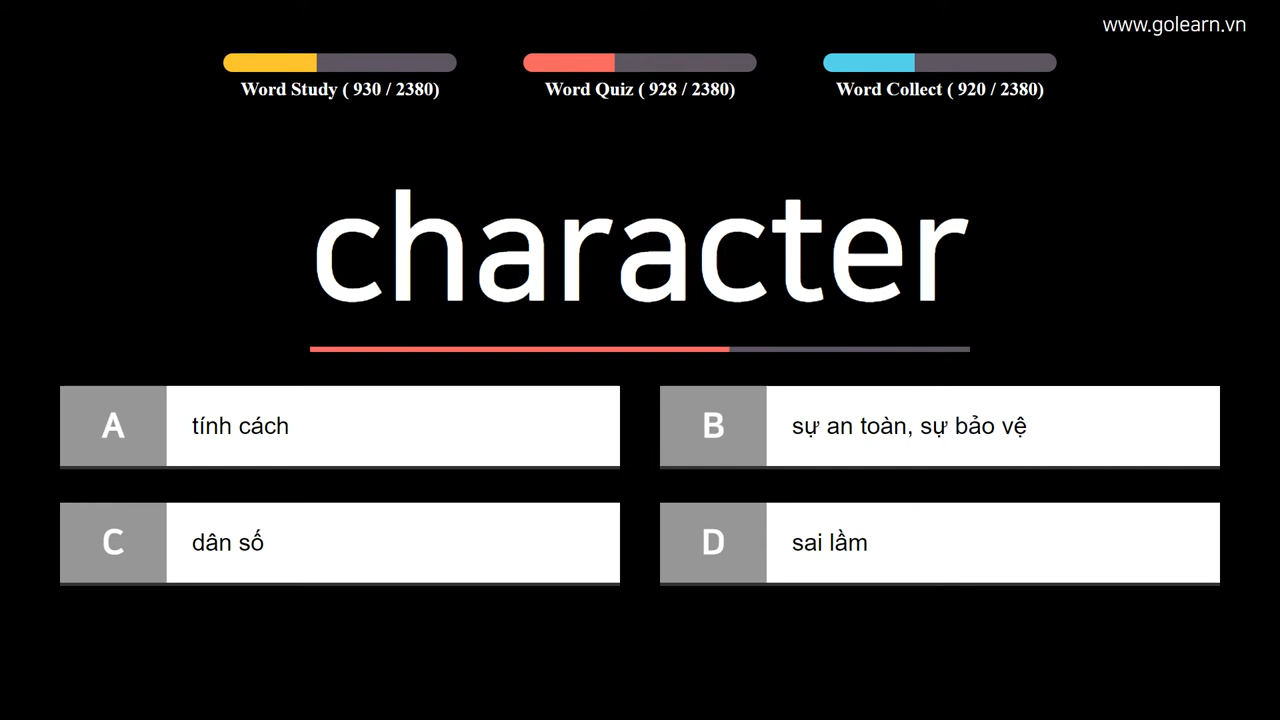 www.golearn.vn
Word Study ( 930 / 2380)
Word Quiz ( 928 / 2380)
Word Collect ( 920 / 2380)
character
A tính cách
B sự an toàn, sự bảo vệ
C dân số
D sai lầm